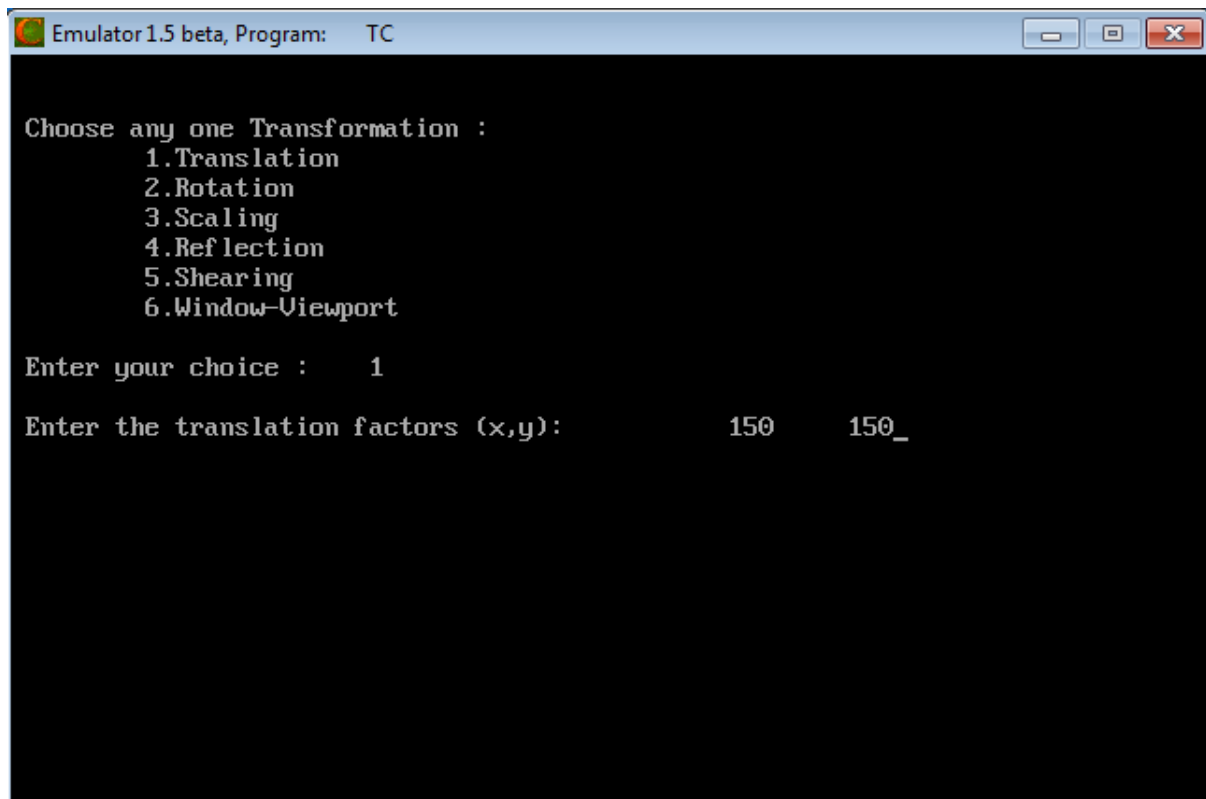 Emulator 1.5 beta, Program: TC
Choose any one Transformation :
1.Translation
2.Rotation
3.Scaling
4.Reflection
5.Shearing
6.Window-Viewport
Enter your choice : 1
Enter the translation factors (x,y): 150 150_